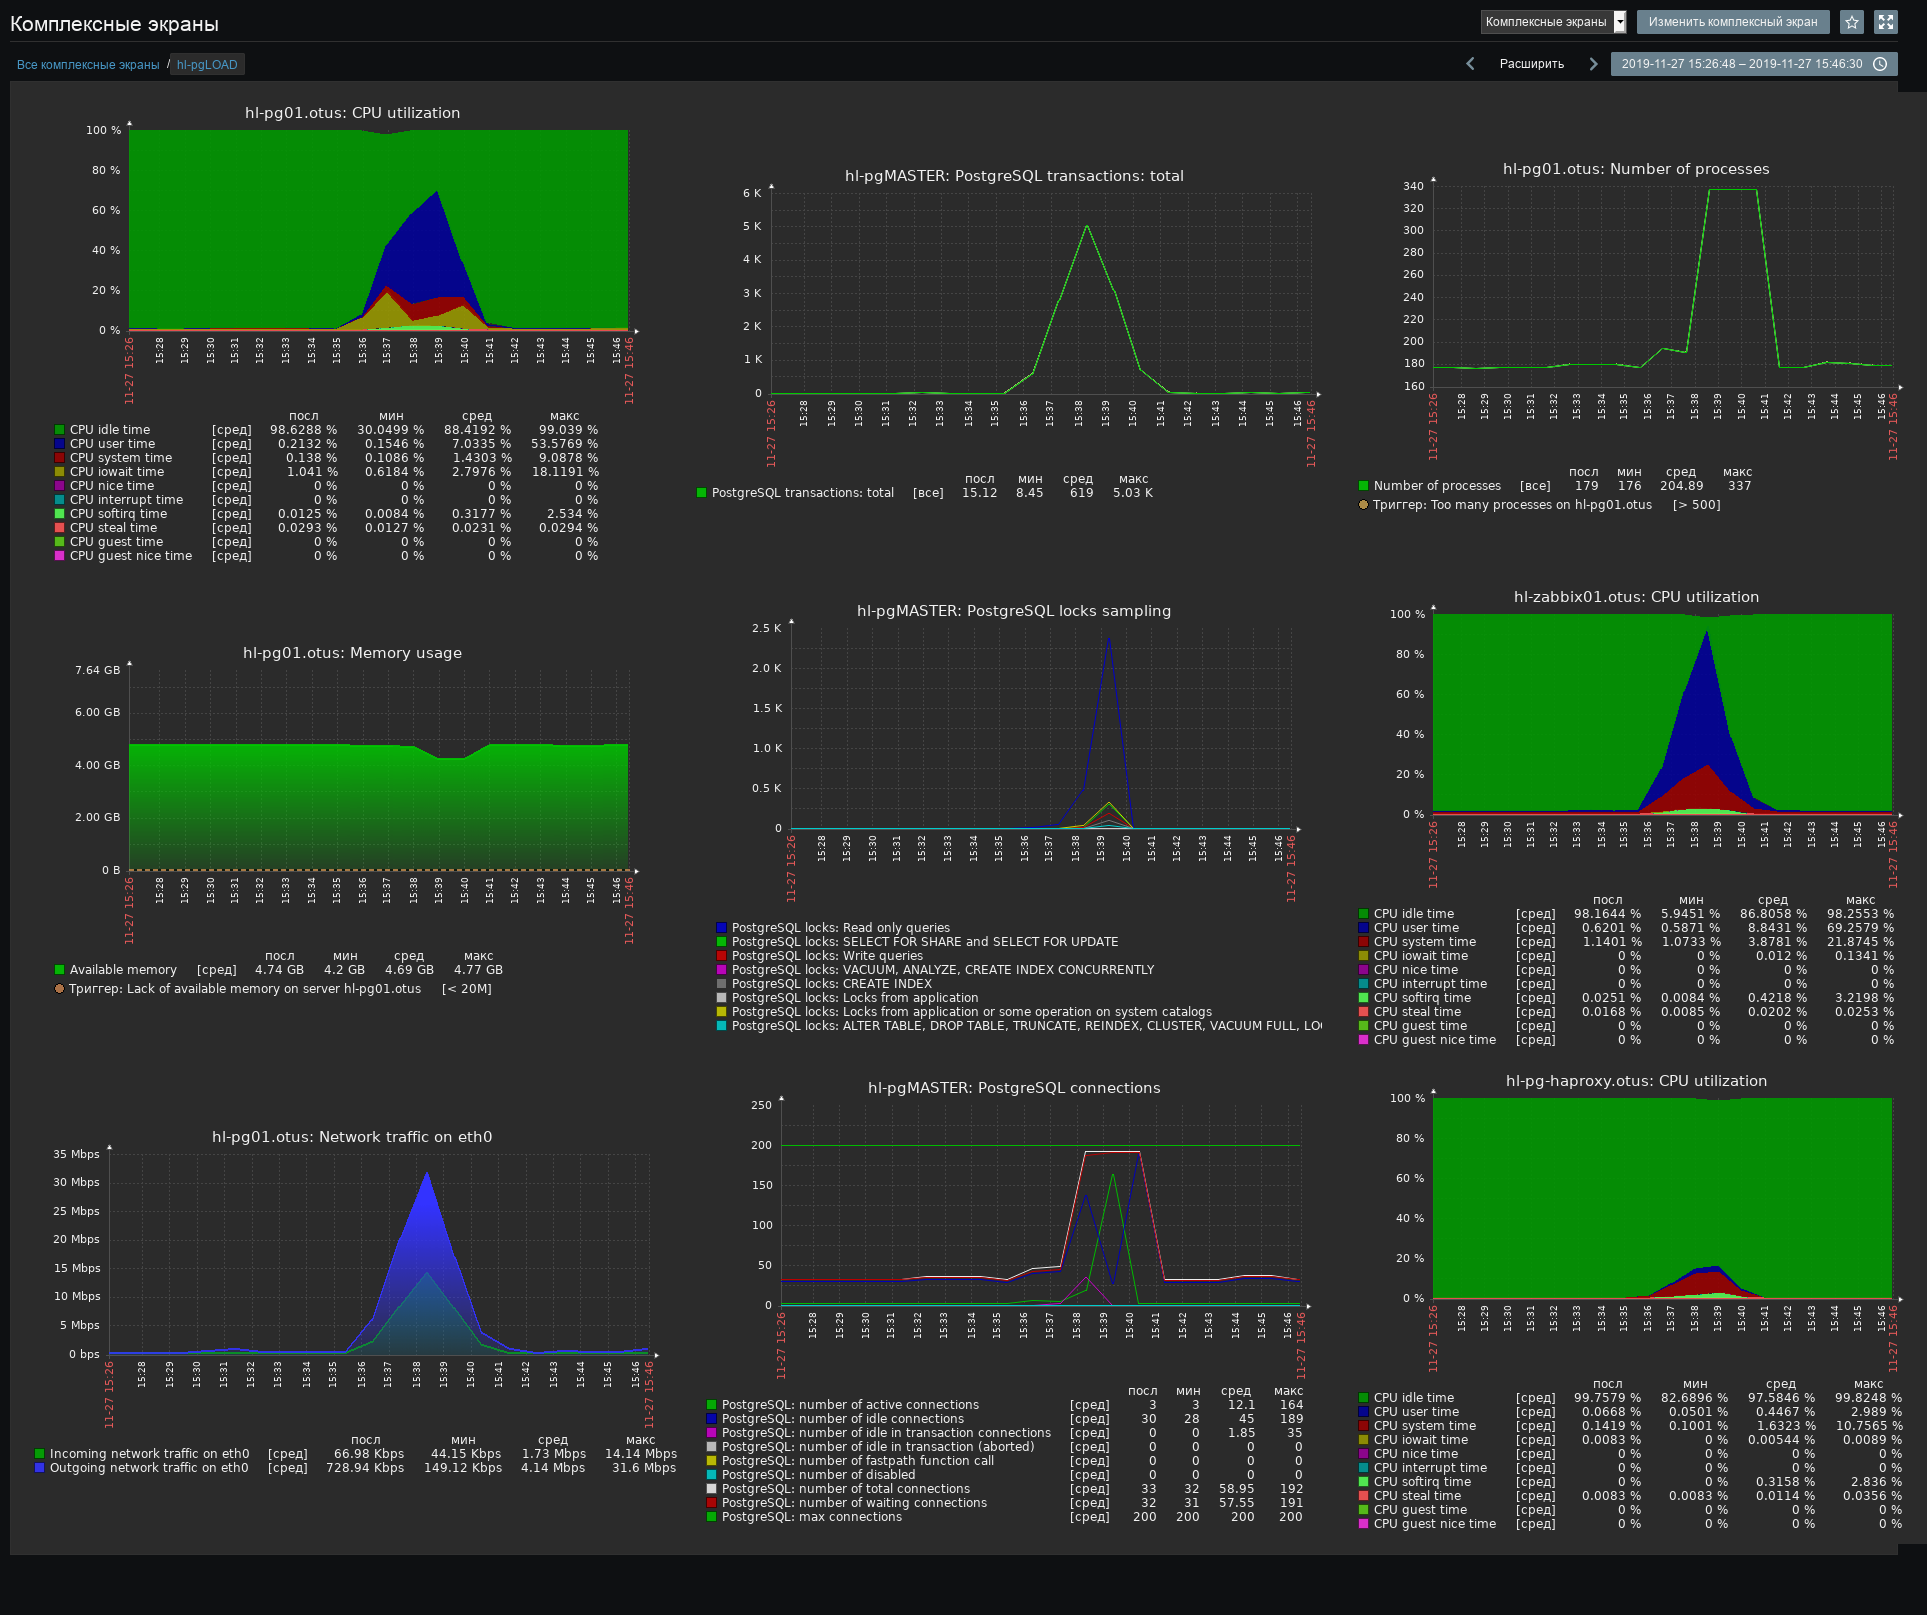 Комплексные экраны
Комплексные экраны
Изменить комплексный экран
Все комплексные экраны / hl-pgLOAD
Расширить
2019-11-27 15:26:48 – 2019-11-27 15:46:30
hl-pg01.otus: CPU utilization
100 %
80 %
60 %
40 %
20 %
0 %
11-27 15:26 15:28 15:29 15:30 15:31 15:32 15:33 15:34 15:35 15:36 15:37 15:38 15:39 15:40 15:41 15:42 15:43 15:44 15:45 15:46 11-27 15:46
посл мин сред макс
CPU idle time [сред] 98.6288 % 30.0499 % 88.4192 % 99.039 %
CPU user time [сред] 0.2132 % 0.1546 % 7.0335 % 53.5769 %
CPU system time [сред] 0.138 % 0.1086 % 1.4303 % 9.0878 %
CPU iowait time [сред] 1.041 % 0.6184 % 2.7976 % 18.1191 %
CPU nice time [сред] 0 % 0 % 0 % 0 %
CPU interrupt time [сред] 0 % 0 % 0 % 0 %
CPU softirq time [сред] 0.0125 % 0.0084 % 0.3177 % 2.534 %
CPU steal time [сред] 0.0293 % 0.0127 % 0.0231 % 0.0294 %
CPU guest time [сред] 0 % 0 % 0 % 0 %
CPU guest nice time [сред] 0 % 0 % 0 % 0 %
hl-pgMASTER: PostgreSQL transactions: total
6 K
5 K
4 K
3 K
2 K
1 K
0
11-27 15:26 15:28 15:29 15:30 15:31 15:32 15:33 15:34 15:35 15:36 15:37 15:38 15:39 15:40 15:41 15:42 15:43 15:44 15:45 15:46 11-27 15:46
посл мин сред макс
PostgreSQL transactions: total [все] 15.12 8.45 619 5.03 K
hl-pg01.otus: Number of processes
340
320
300
280
260
240
220
200
180
160
11-27 15:26 15:28 15:29 15:30 15:31 15:32 15:33 15:34 15:35 15:36 15:37 15:38 15:39 15:40 15:41 15:42 15:43 15:44 15:45 15:46 11-27 15:46
посл мин сред макс
Number of processes [все] 179 176 204.89 337
Триггер: Too many processes on hl-pg01.otus [> 500]
hl-pg01.otus: Memory usage
7.64 GB
6.00 GB
4.00 GB
2.00 GB
0 B
11-27 15:26 15:28 15:29 15:30 15:31 15:32 15:33 15:34 15:35 15:36 15:37 15:38 15:39 15:40 15:41 15:42 15:43 15:44 15:45 15:46 11-27 15:46
посл мин сред макс
Available memory [сред] 4.74 GB 4.2 GB 4.69 GB 4.77 GB
Триггер: Lack of available memory on server hl-pg01.otus [< 20M]
hl-pgMASTER: PostgreSQL locks sampling
2.5 K
2.0 K
1.5 K
1.0 K
0.5 K
0
11-27 15:26 15:28 15:29 15:30 15:31 15:32 15:33 15:34 15:35 15:36 15:37 15:38 15:39 15:40 15:41 15:42 15:43 15:44 15:45 15:46 11-27 15:46
PostgreSQL locks: Read only queries
PostgreSQL locks: SELECT FOR SHARE and SELECT FOR UPDATE
PostgreSQL locks: Write queries
PostgreSQL locks: VACUUM, ANALYZE, CREATE INDEX CONCURRENTLY
PostgreSQL locks: CREATE INDEX
PostgreSQL locks: Locks from application
PostgreSQL locks: Locks from application or some operation on system catalogs
PostgreSQL locks: ALTER TABLE, DROP TABLE, TRUNCATE, REINDEX, CLUSTER, VACUUM FULL, LO
hl-zabbix01.otus: CPU utilization
100 %
80 %
60 %
40 %
20 %
0 %
11-27 15:26 15:28 15:29 15:30 15:31 15:32 15:33 15:34 15:35 15:36 15:37 15:38 15:39 15:40 15:41 15:42 15:43 15:44 15:45 15:46 11-27 15:46
посл мин сред макс
CPU idle time [сред] 98.1644 % 5.9451 % 86.8058 % 98.2553 %
CPU user time [сред] 0.6201 % 0.5871 % 8.8431 % 69.2579 %
CPU system time [сред] 1.1401 % 1.0733 % 3.8781 % 21.8745 %
CPU iowait time [сред] 0 % 0 % 0.012 % 0.1341 %
CPU nice time [сред] 0 % 0 % 0 % 0 %
CPU interrupt time [сред] 0 % 0 % 0 % 0 %
CPU softirq time [сред] 0.0251 % 0.0084 % 0.4218 % 3.2198 %
CPU steal time [сред] 0.0168 % 0.0085 % 0.0202 % 0.0253 %
CPU guest time [сред] 0 % 0 % 0 % 0 %
CPU guest nice time [сред] 0 % 0 % 0 % 0 %
hl-pg01.otus: Network traffic on eth0
35 Mbps
30 Mbps
25 Mbps
20 Mbps
15 Mbps
10 Mbps
5 Mbps
0 bps
11-27 15:26 15:28 15:29 15:30 15:31 15:32 15:33 15:34 15:35 15:36 15:37 15:38 15:39 15:40 15:41 15:42 15:43 15:44 15:45 15:46 11-27 15:46
посл мин сред макс
Incoming network traffic on eth0 [сред] 66.98 Kbps 44.15 Kbps 1.73 Mbps 14.14 Mbps
Outgoing network traffic on eth0 [сред] 728.94 Kbps 149.12 Kbps 4.14 Mbps 31.6 Mbps
hl-pgMASTER: PostgreSQL connections
250
200
150
100
50
0
11-27 15:26 15:28 15:29 15:30 15:31 15:32 15:33 15:34 15:35 15:36 15:37 15:38 15:39 15:40 15:41 15:42 15:43 15:44 15:45 15:46 11-27 15:46
посл мин сред макс
PostgreSQL: number of active connections [сред] 3 3 12.1 164
PostgreSQL: number of idle connections [сред] 30 28 45 189
PostgreSQL: number of idle in transaction connections [сред] 0 0 1.85 35
PostgreSQL: number of idle in transaction (aborted) [сред] 0 0 0 0
PostgreSQL: number of fastpath function call [сред] 0 0 0 0
PostgreSQL: number of disabled [сред] 0 0 0 0
PostgreSQL: number of total connections [сред] 33 32 58.95 192
PostgreSQL: number of waiting connections [сред] 32 31 57.55 191
PostgreSQL: max connections [сред] 200 200 200 200
hl-pg-haproxy.otus: CPU utilization
100 %
80 %
60 %
40 %
20 %
0 %
11-27 15:26 15:28 15:29 15:30 15:31 15:32 15:33 15:34 15:35 15:36 15:37 15:38 15:39 15:40 15:41 15:42 15:43 15:44 15:45 15:46 11-27 15:46
посл мин сред макс
CPU idle time [сред] 99.7579 % 82.6896 % 97.5846 % 99.8248 %
CPU user time [сред] 0.0668 % 0.0501 % 0.4467 % 2.989 %
CPU system time [сред] 0.1419 % 0.1001 % 1.6323 % 10.7565 %
CPU iowait time [сред] 0.0083 % 0 % 0.00544 % 0.0089 %
CPU nice time [сред] 0 % 0 % 0 % 0 %
CPU interrupt time [сред] 0 % 0 % 0 % 0 %
CPU softirq time [сред] 0 % 0 % 0.3158 % 2.836 %
CPU steal time [сред] 0.0083 % 0.0083 % 0.0114 % 0.0356 %
CPU guest time [сред] 0 % 0 % 0 % 0 %
CPU guest nice time [сред] 0 % 0 % 0 % 0 %